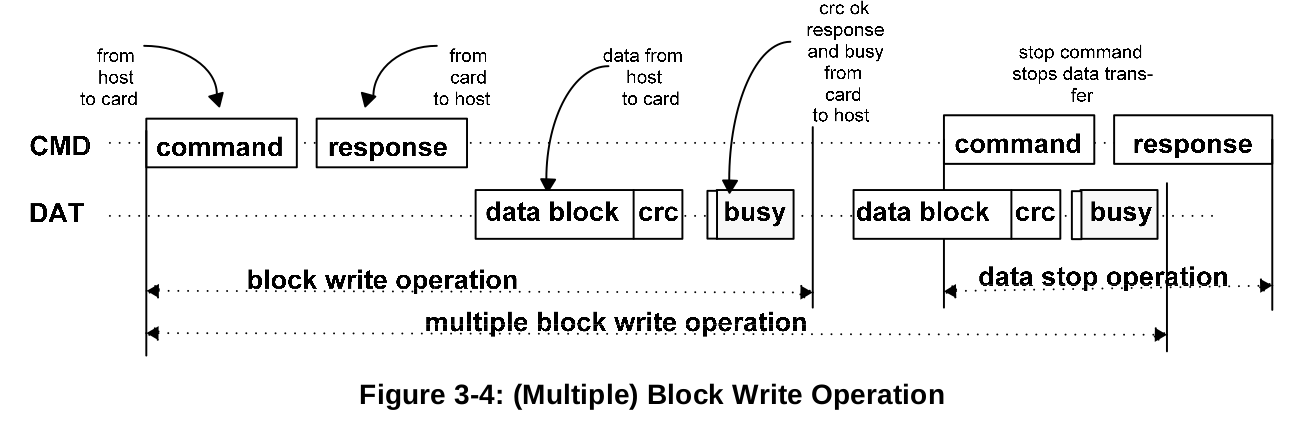 from
host
to card
from
card
to host
data from
host
to card
crc ok
response
and busy
from
card
to host
stop command
stops data trans-
fer
CMD command response command response
DAT data block crc busy data block crc busy
block write operation data stop operation
multiple block write operation
Figure 3-4: (Multiple) Block Write Operation